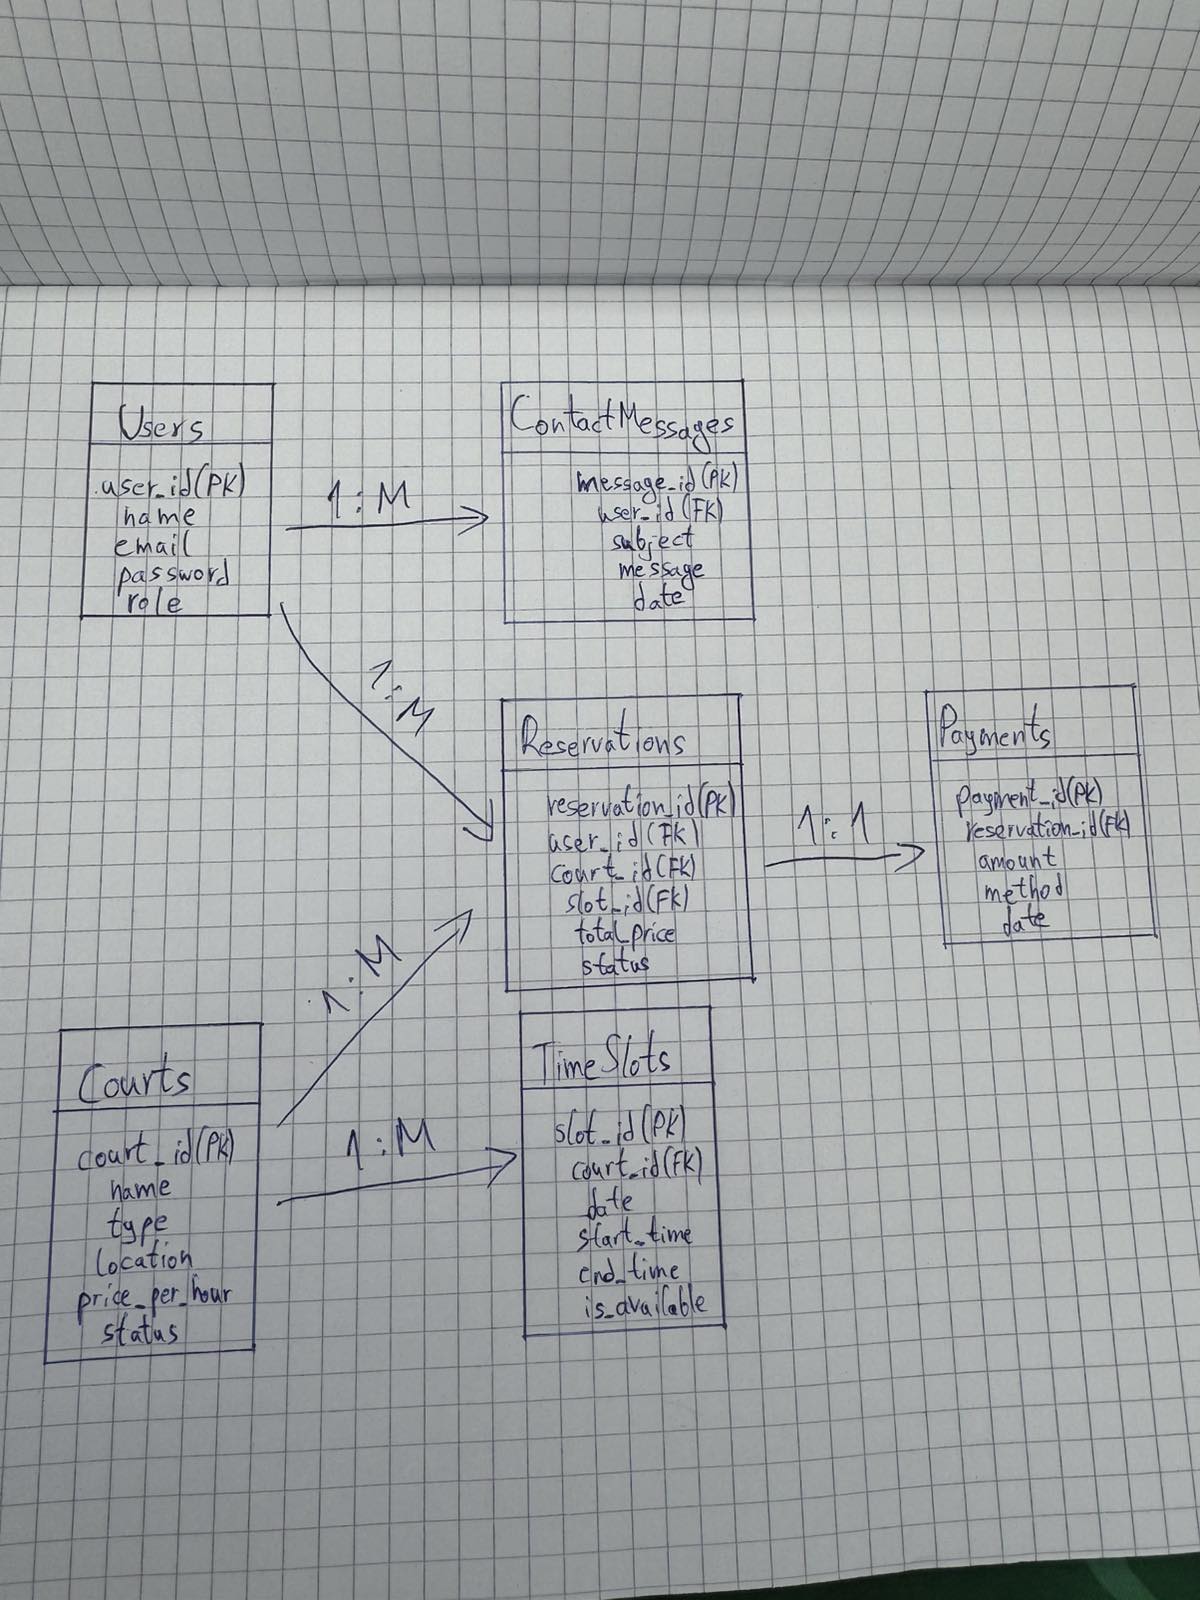 Users
user_id(PK)
name
email
password
role
1:M
ContactMessages
message_id(PK)
user_id(FK)
subject
message
date
1:M
Reservations
reservation_id(PK)
user_id(FK)
court_id(FK)
slot_id(FK)
total_price
status
1:1
Payments
payment_id(PK)
reservation_id(FK)
amount
method
date
1:M
Courts
court_id(PK)
name
type
location
price_per_hour
status
1:M
TimeSlots
slot_id(PK)
court_id(FK)
date
start_time
end_time
is_available